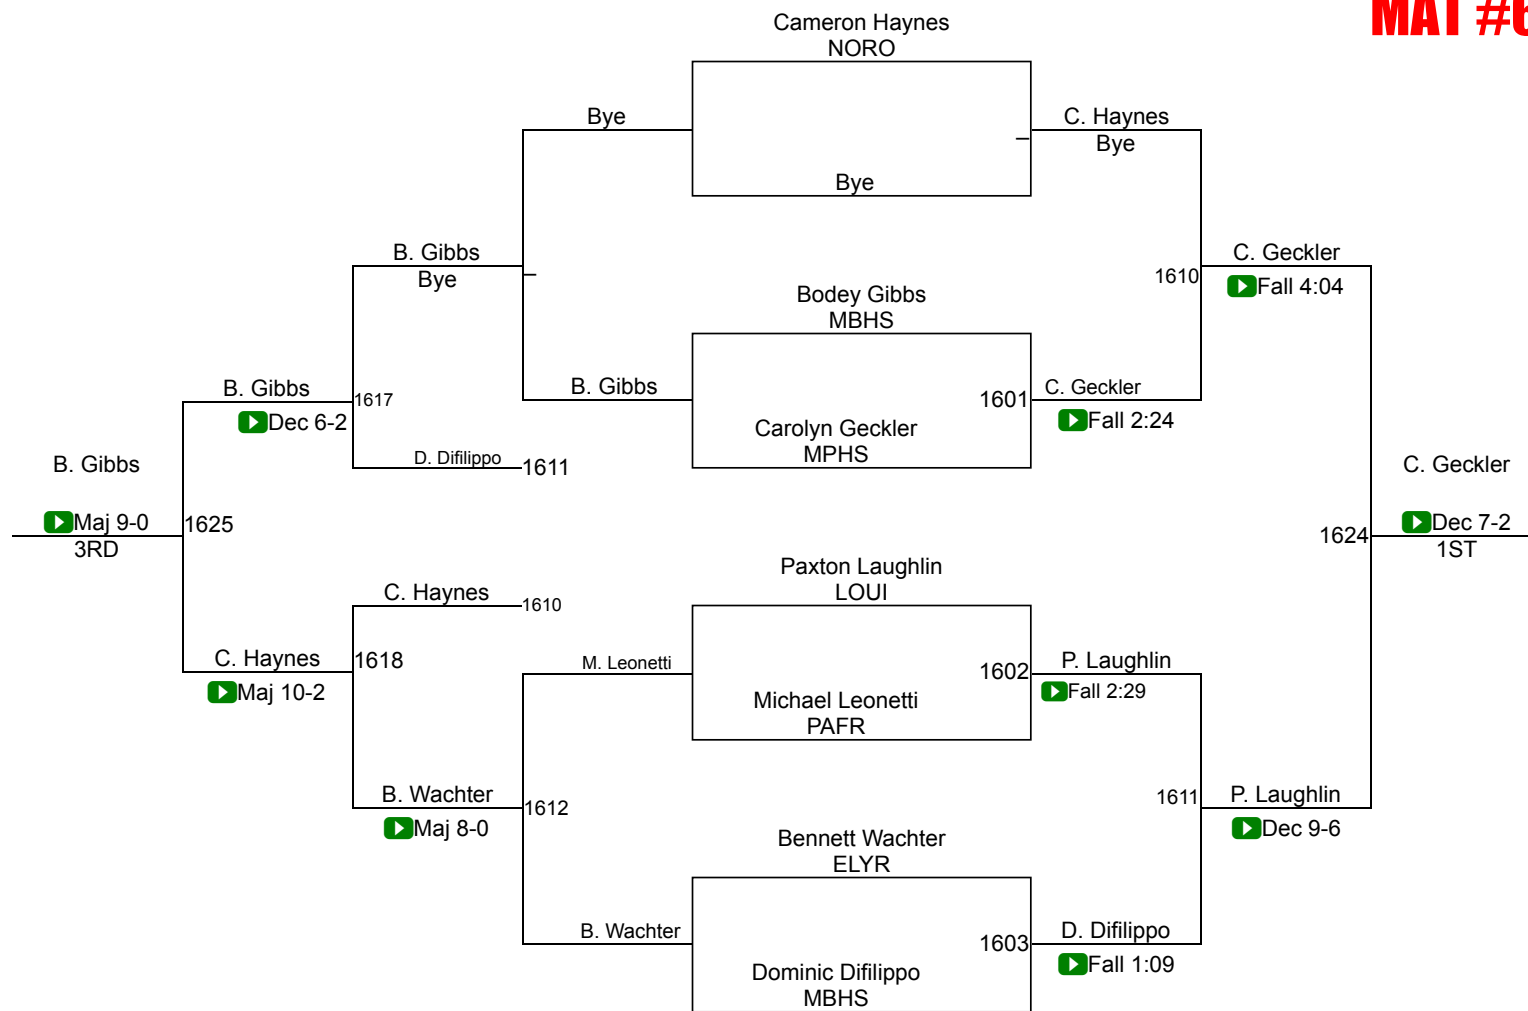 Cameron Haynes
NORO
MAT #6
Bye
C. Haynes
Bye
Bye
B. Gibbs
Bye
C. Geckler
1610
Fall 4:04
Bodey Gibbs
MBHS
B. Gibbs
1617
Dec 6-2
B. Gibbs
1601
C. Geckler
Fall 2:24
Carolyn Geckler
MPHS
D. Difilippo
1611
B. Gibbs
C. Geckler
Maj 9-0
1625
3RD
1624
Dec 7-2
1ST
Paxton Laughlin
LOUI
C. Haynes
1610
C. Haynes
1618
Maj 10-2
M. Leonetti
1602
P. Laughlin
Fall 2:29
Michael Leonetti
PAFR
B. Wachter
1612
Maj 8-0
1611
P. Laughlin
Dec 9-6
Bennett Wachter
ELYR
B. Wachter
1603
D. Difilippo
Fall 1:09
Dominic Difilippo
MBHS